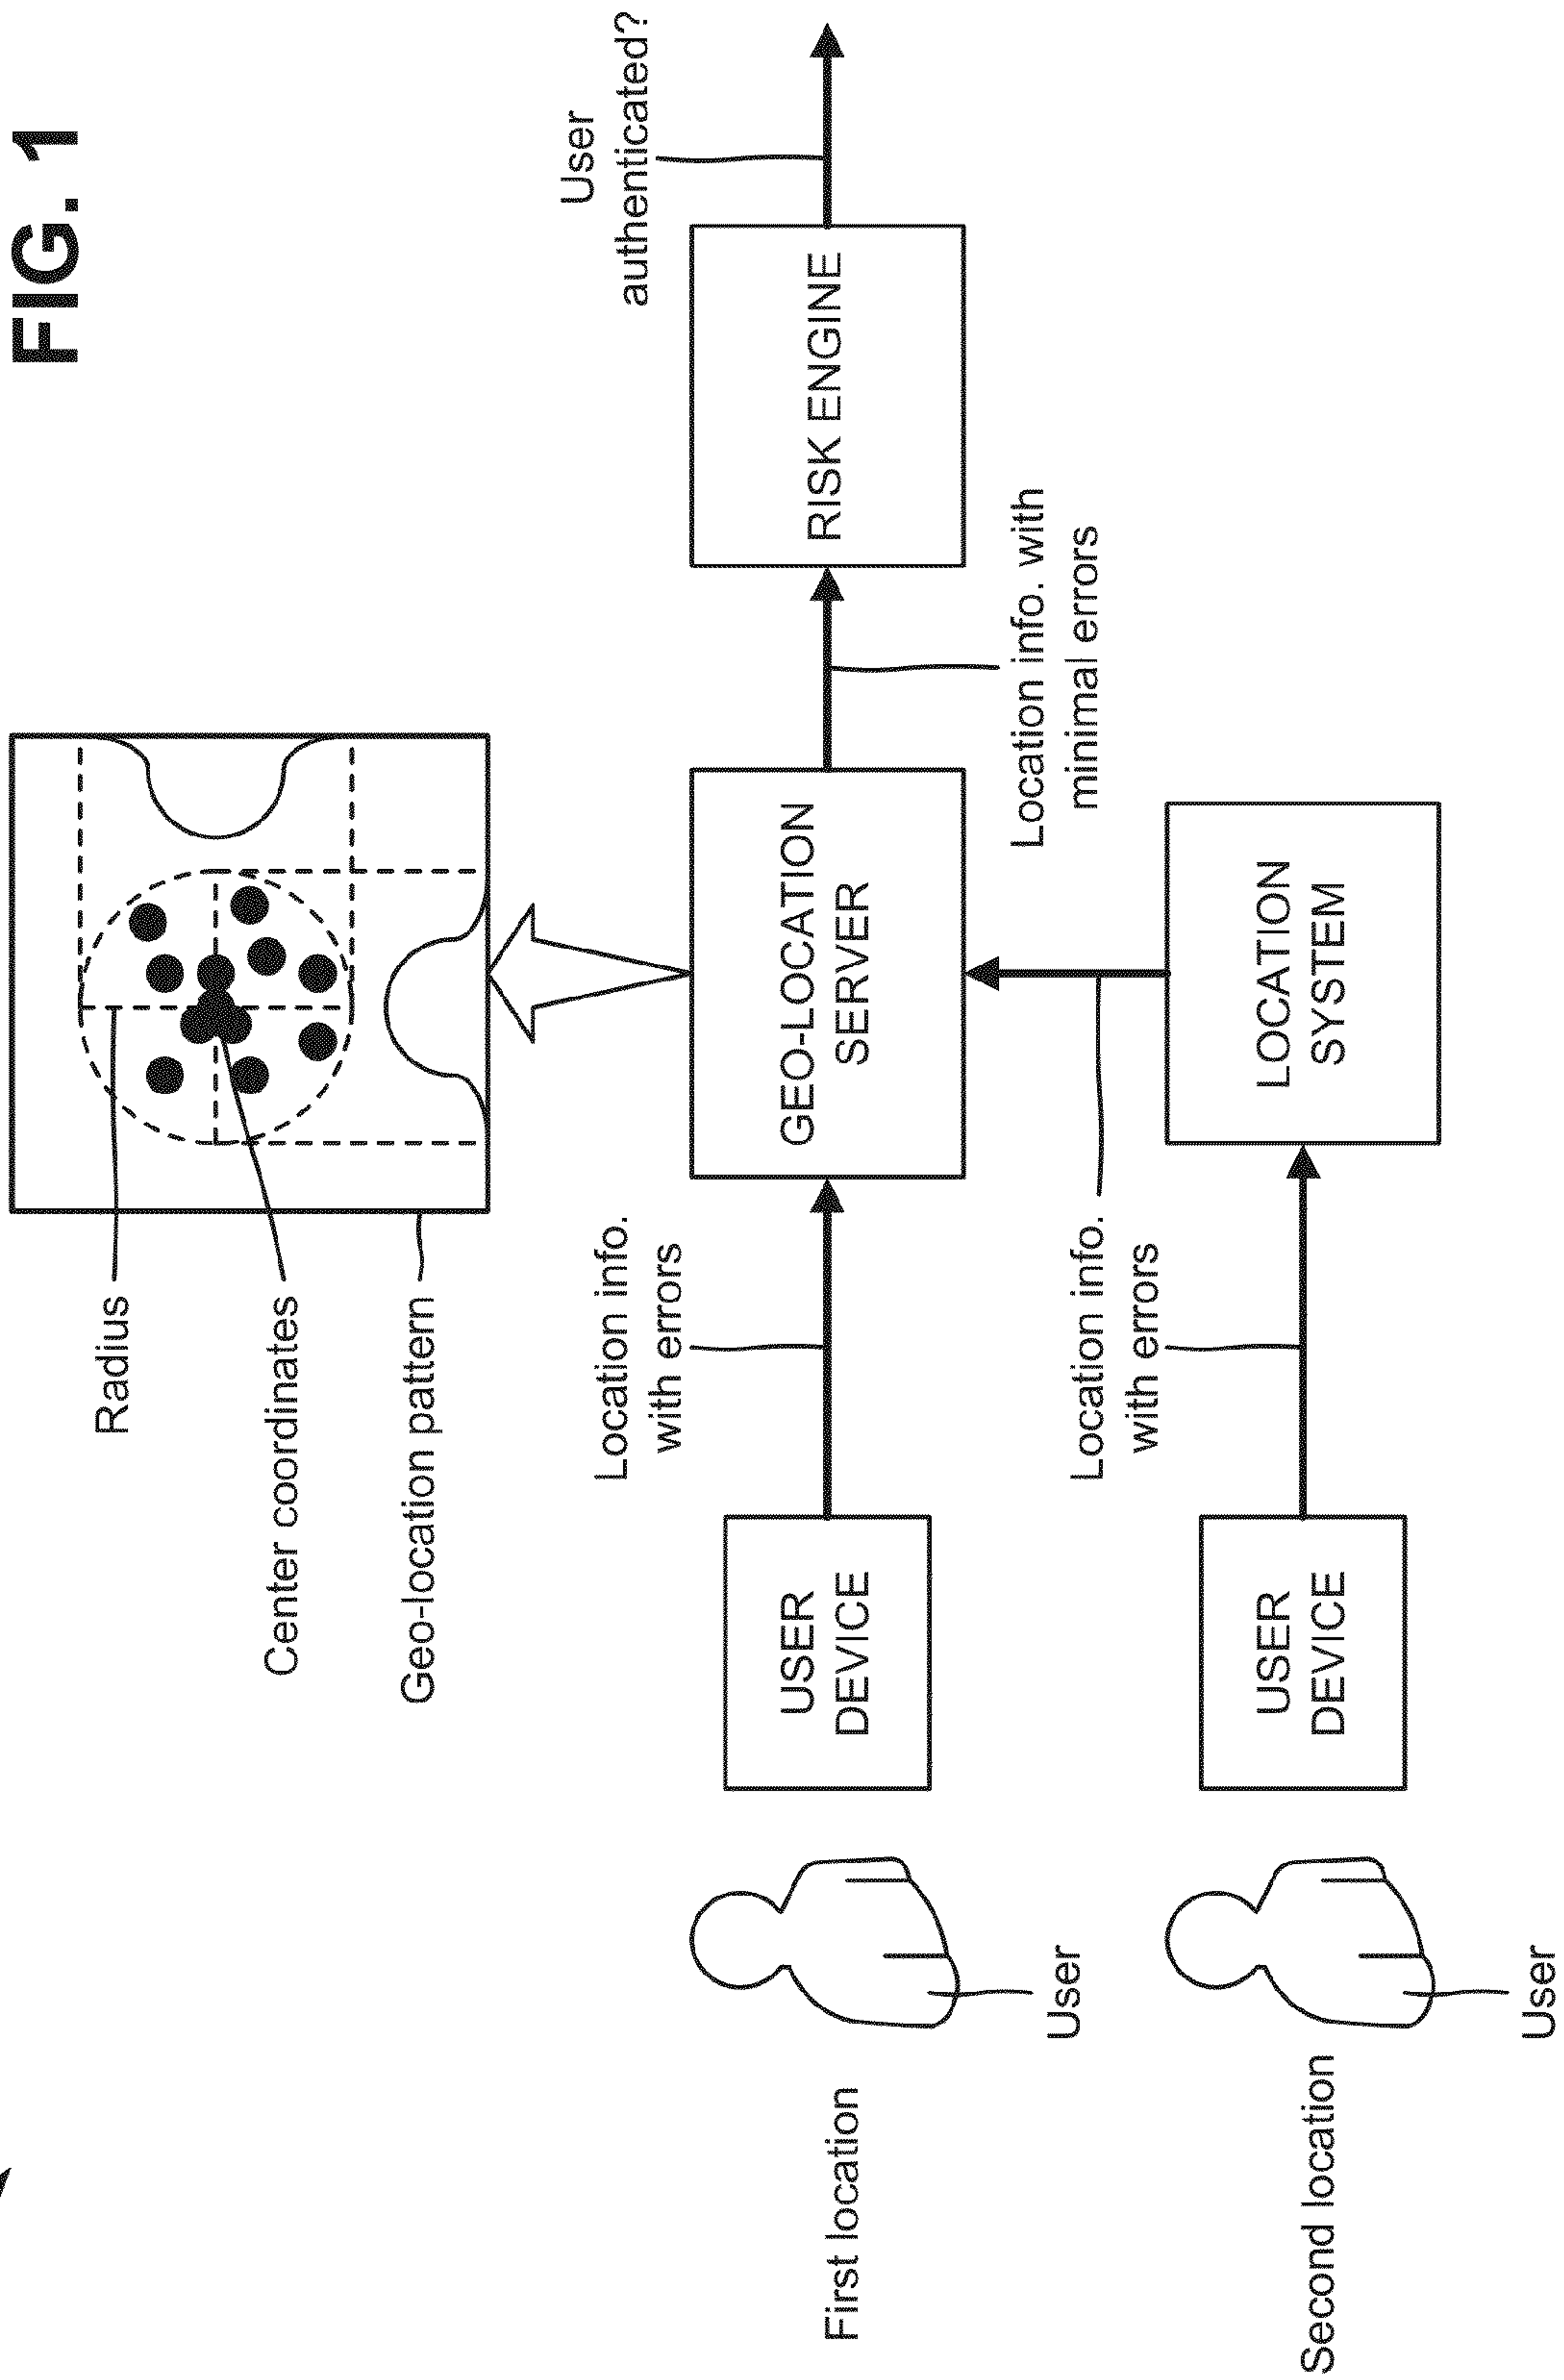 FIG. 1
Radius
Center coordinates
Geo-location pattern
User
authenticated?
Location info.
with errors
First location
User
USER
DEVICE
GEO-LOCATION
SERVER
RISK ENGINE
Location info. with
minimal errors
Location info.
with errors
Second location
User
USER
DEVICE
LOCATION
SYSTEM